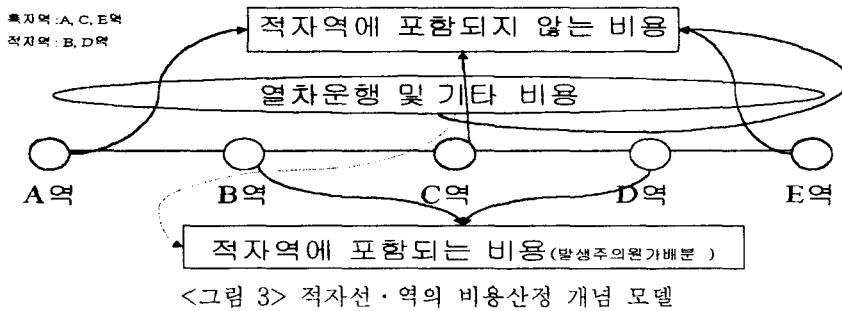 흑자역 : A, C, E역
적자역 : B, D역
적자역에 포함되지 않는 비용
열차운행 및 기타 비용
A역 B역 C역 D역 E역
적자역에 포함되는 비용(발생주의원가배분 )
<그림 3> 적자선·역의 비용산정 개념 모델